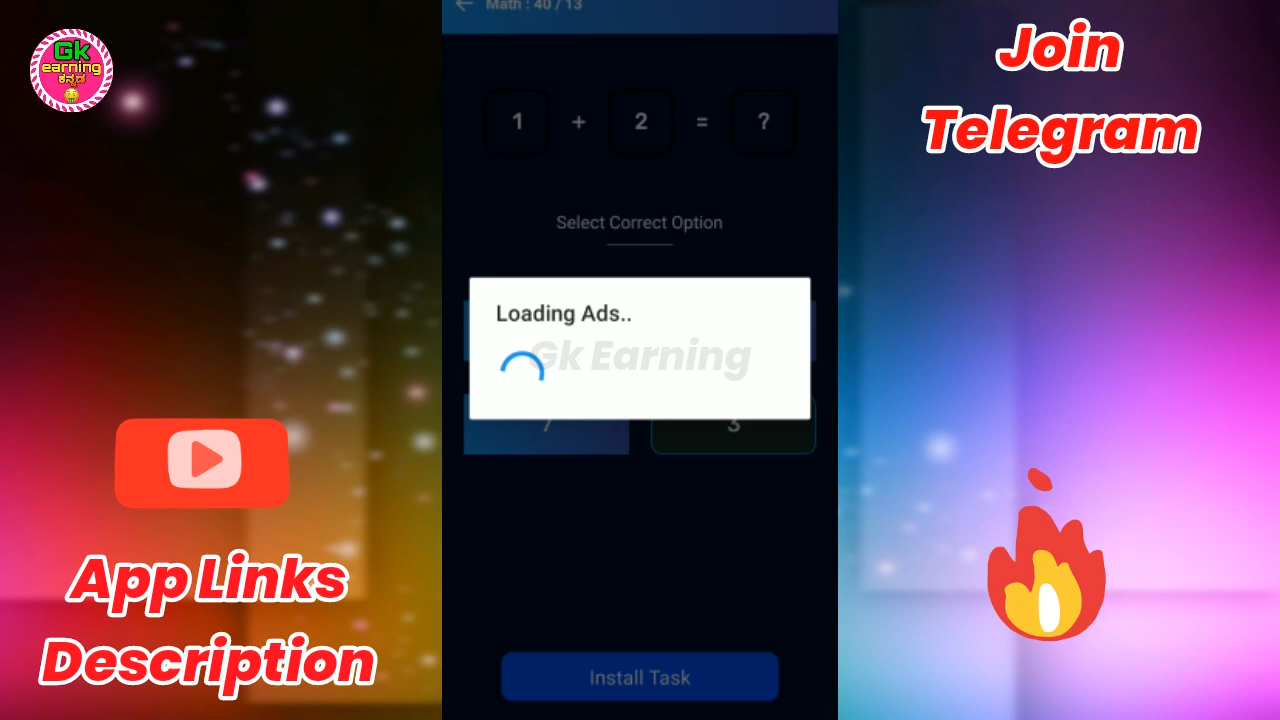 Gk
earning
ಕನ್ನಡ
Math : 40 / 13
1 + 2 = ?
Select Correct Option
Loading Ads..
Gk Earning
7
3
Install Task
App Links
Description
Join
Telegram